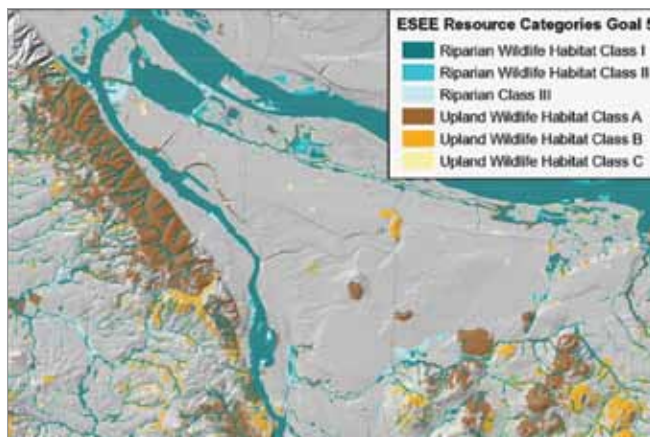 ESEE Resource Categories Goal 5
Riparian Wildlife Habitat Class I
Riparian Wildlife Habitat Class II
Riparian Class III
Upland Wildlife Habitat Class A
Upland Wildlife Habitat Class B
Upland Wildlife Habitat Class C